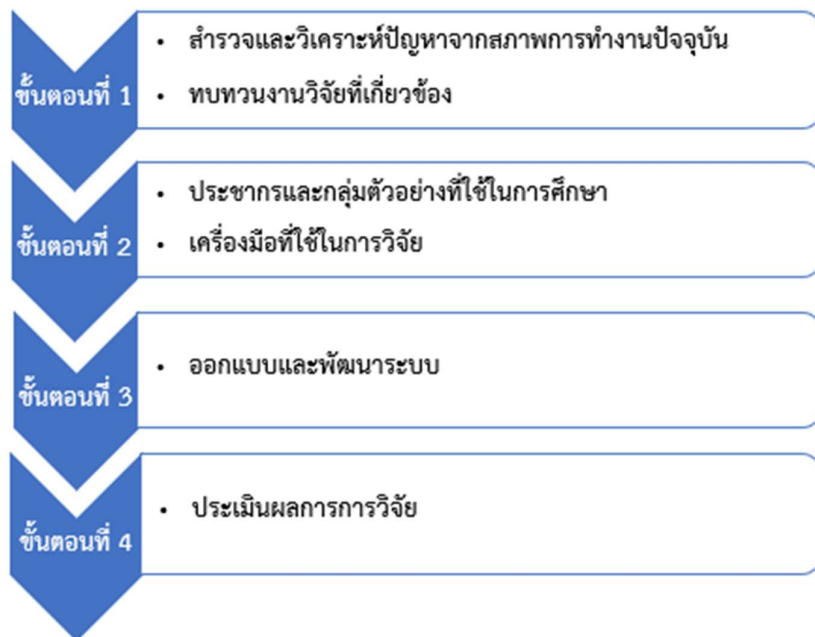 ขั้นตอนที่ 1
• สำรวจและวิเคราะห์ปัญหาจากสภาพการทำงานปัจจุบัน
• ทบทวนงานวิจัยที่เกี่ยวข้อง
ขั้นตอนที่ 2
• ประชากรและกลุ่มตัวอย่างที่ใช้ในการศึกษา
• เครื่องมือที่ใช้ในการวิจัย
ขั้นตอนที่ 3
• ออกแบบและพัฒนาระบบ
ขั้นตอนที่ 4
• ประเมินผลการการวิจัย